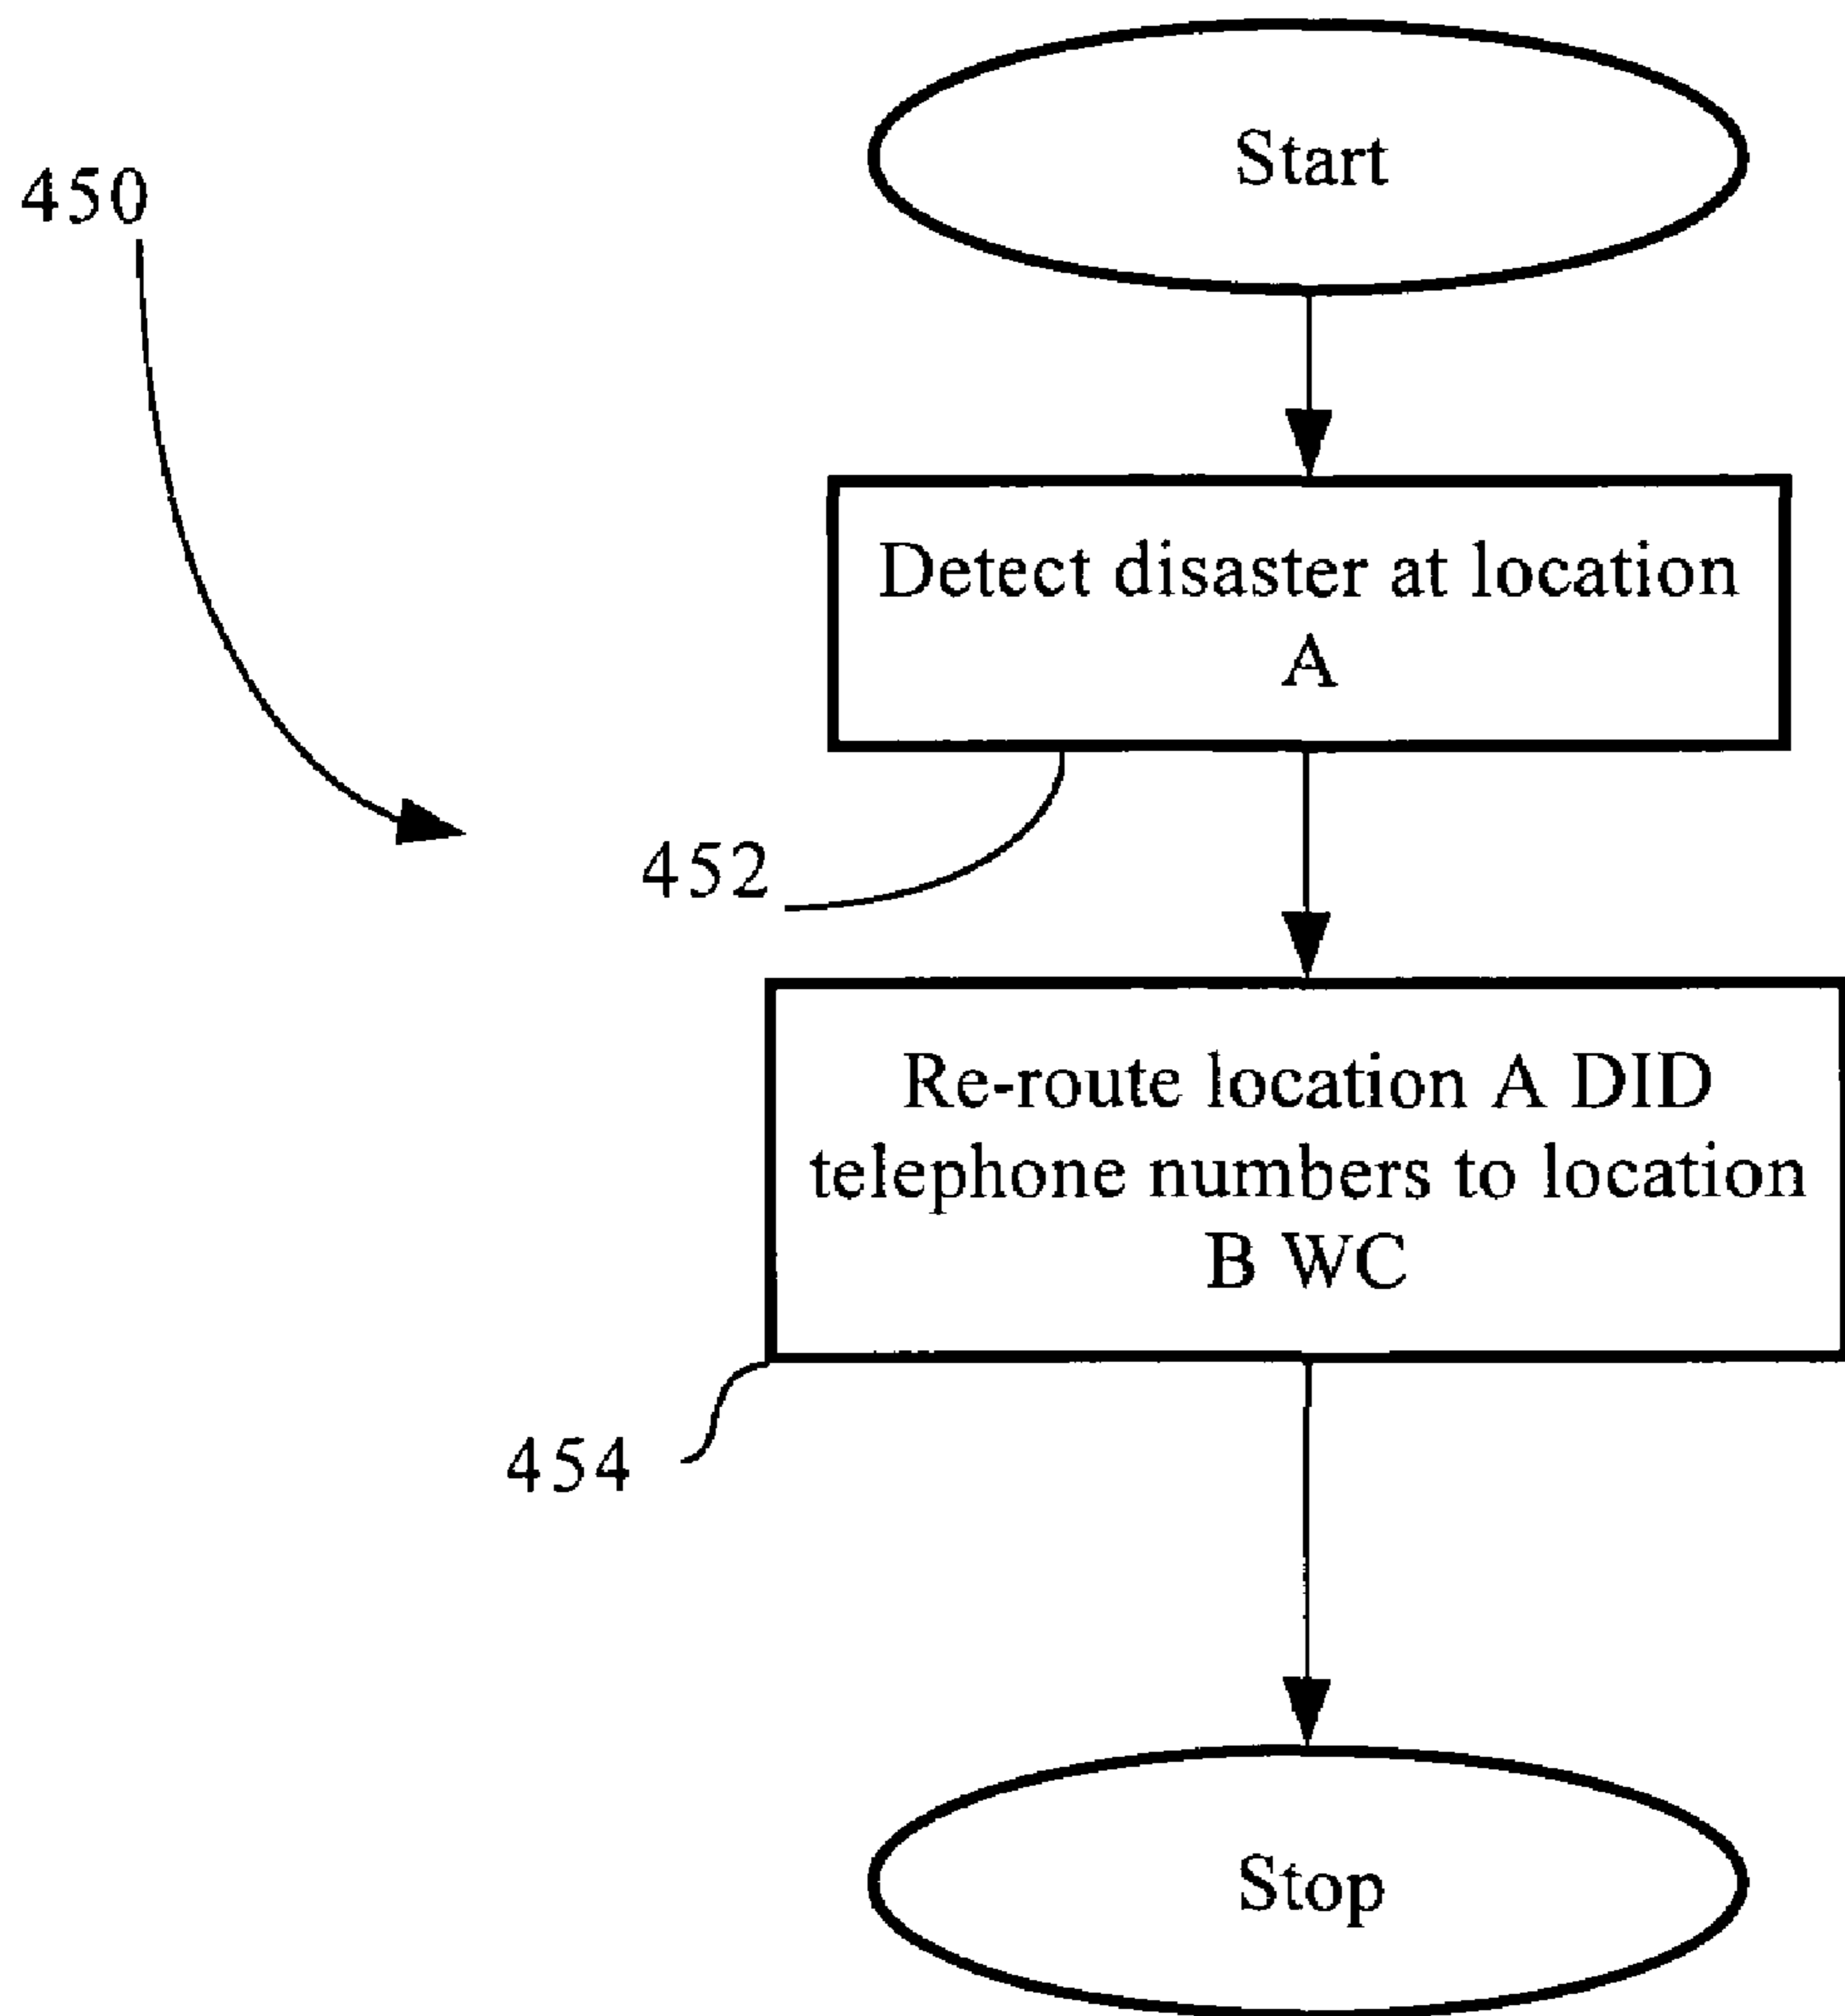 Start
450
Detect disaster at location
A
452
Re-route location A DID
telephone numbers to location
B WC
454
Stop